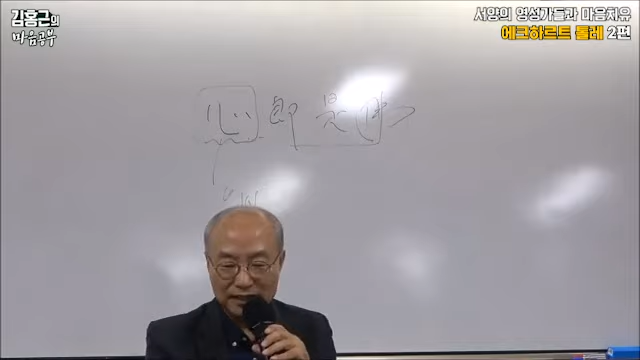 김홍근의
마음공부
서양의 영성가들과 마음치유
에크하르트 톨레 2편
心 即 是 佛